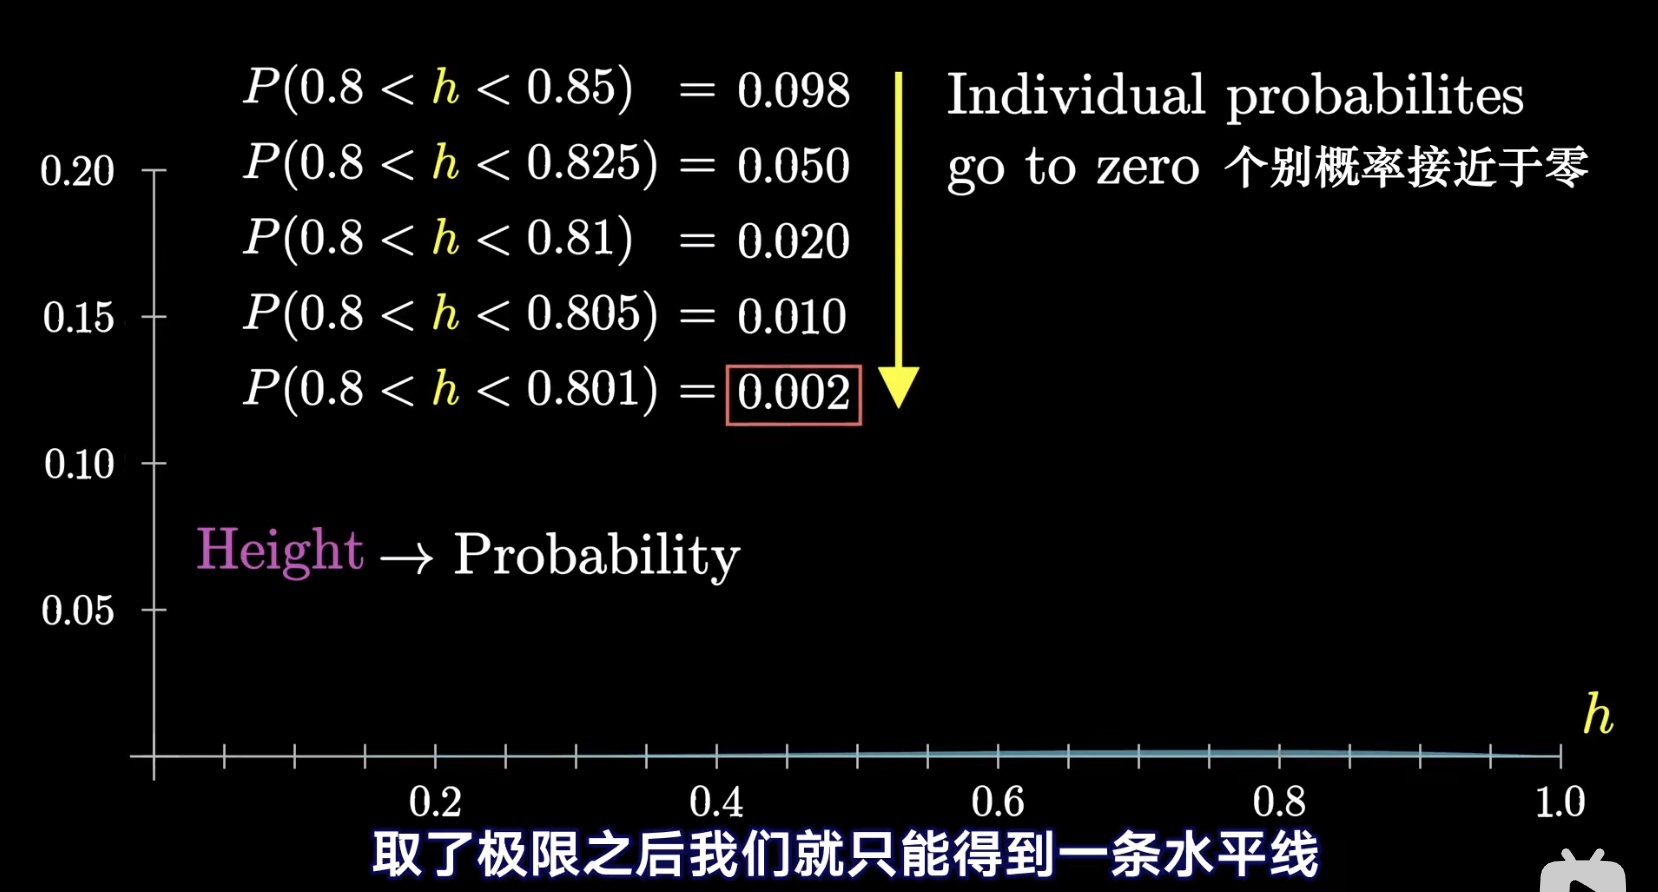 P(0.8 < h < 0.85) = 0.098
P(0.8 < h < 0.825) = 0.050
P(0.8 < h < 0.81) = 0.020
P(0.8 < h < 0.805) = 0.010
P(0.8 < h < 0.801) = 0.002
Individual probabilites
go to zero 个别概率接近于零
0.20
0.15
0.10
0.05
Height → Probability
h
0.2 0.4 0.6 0.8 1.0
取了极限之后我们就只能得到一条水平线